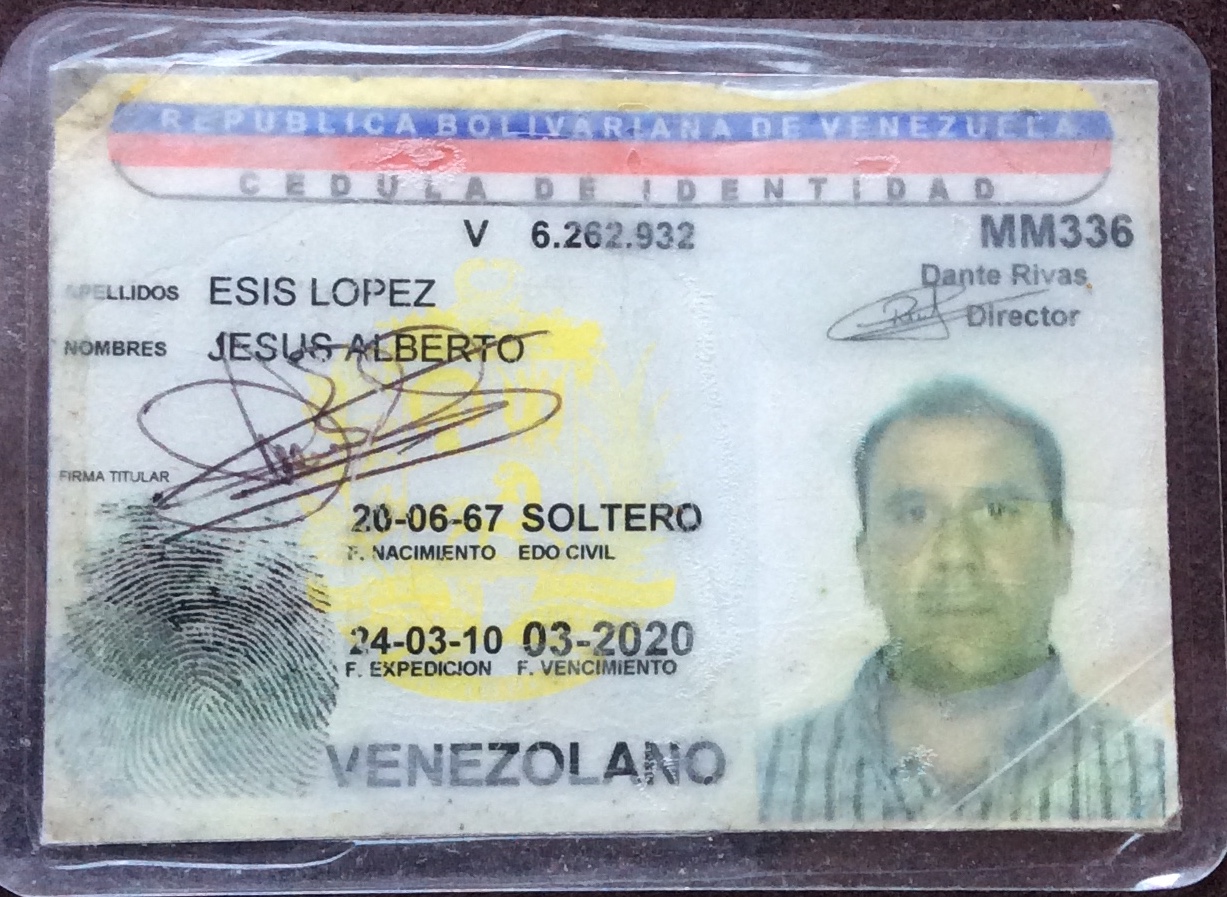 REPUBLICA BOLIVARIANA DE VENEZUELA
CEDULA DE IDENTIDAD
V 6.262.932 MM336
Dante Rivas
Director
APELLIDOS ESIS LOPEZ
NOMBRES JESUS ALBERTO
FIRMA TITULAR
20-06-67 SOLTERO
F. NACIMIENTO EDO CIVIL
24-03-10 03-2020
F. EXPEDICION F. VENCIMIENTO
VENEZOLANO